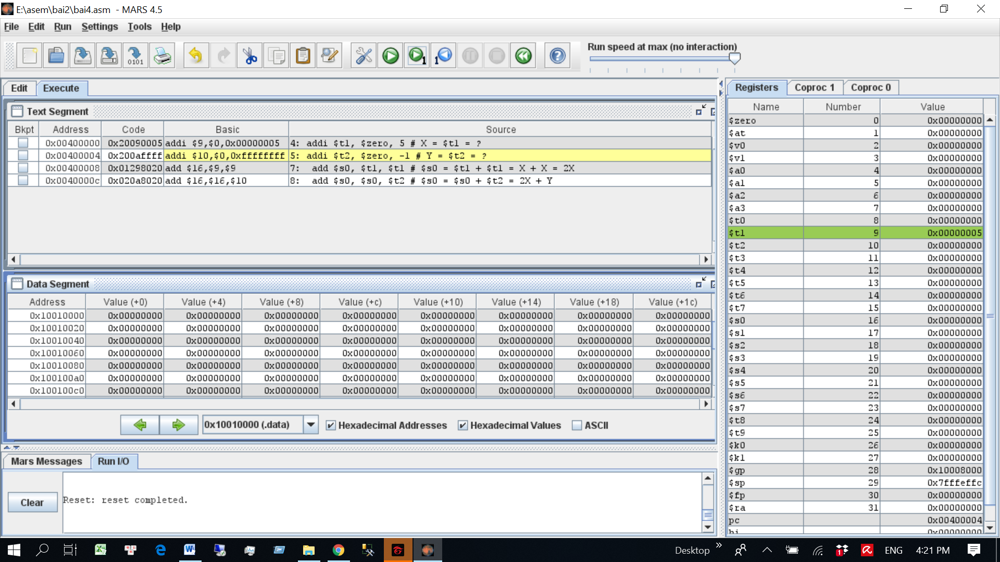 E:\asem\bai2\bai4.asm - MARS 4.5
File Edit Run Settings Tools Help
0101
1
1
Run speed at max (no interaction)
Edit Execute
Text Segment
Bkpt Address Code Basic Source
0x00400000 0x20090005 addi $9,$0,0x00000005 4: addi $t1, $zero, 5 # X = $t1 = ?
0x00400004 0x200affff addi $10,$0,0xffffffff 5: addi $t2, $zero, -1 # Y = $t2 = ?
0x00400008 0x01298020 add $16,$9,$9 7: add $s0, $t1, $t1 # $s0 = $t1 + $t1 = X + X = 2X
0x0040000c 0x020a8020 add $16,$16,$10 8: add $s0, $s0, $t2 # $s0 = $s0 + $t2 = 2X + Y
Data Segment
Address Value (+0) Value (+4) Value (+8) Value (+c) Value (+10) Value (+14) Value (+18) Value (+1c)
0x10010000 0x00000000 0x00000000 0x00000000 0x00000000 0x00000000 0x00000000 0x00000000 0x00000000
0x10010020 0x00000000 0x00000000 0x00000000 0x00000000 0x00000000 0x00000000 0x00000000 0x00000000
0x10010040 0x00000000 0x00000000 0x00000000 0x00000000 0x00000000 0x00000000 0x00000000 0x00000000
0x10010060 0x00000000 0x00000000 0x00000000 0x00000000 0x00000000 0x00000000 0x00000000 0x00000000
0x10010080 0x00000000 0x00000000 0x00000000 0x00000000 0x00000000 0x00000000 0x00000000 0x00000000
0x100100a0 0x00000000 0x00000000 0x00000000 0x00000000 0x00000000 0x00000000 0x00000000 0x00000000
0x100100c0 0x00000000 0x00000000 0x00000000 0x00000000 0x00000000 0x00000000 0x00000000 0x00000000
0x10010000 (.data) Hexadecimal Addresses Hexadecimal Values ASCII
Mars Messages Run I/O
Clear
Reset: reset completed.
Registers Coproc 1 Coproc 0
Name Number Value
$zero 0 0x00000000
$at 1 0x00000000
$v0 2 0x00000000
$v1 3 0x00000000
$a0 4 0x00000000
$a1 5 0x00000000
$a2 6 0x00000000
$a3 7 0x00000000
$t0 8 0x00000000
$t1 9 0x00000005
$t2 10 0x00000000
$t3 11 0x00000000
$t4 12 0x00000000
$t5 13 0x00000000
$t6 14 0x00000000
$t7 15 0x00000000
$s0 16 0x00000000
$s1 17 0x00000000
$s2 18 0x00000000
$s3 19 0x00000000
$s4 20 0x00000000
$s5 21 0x00000000
$s6 22 0x00000000
$s7 23 0x00000000
$t8 24 0x00000000
$t9 25 0x00000000
$k0 26 0x00000000
$k1 27 0x00000000
$gp 28 0x10008000
$sp 29 0x7fffeffc
$fp 30 0x00000000
$ra 31 0x00000000
pc 0x00400004
hi 0x00000000
Desktop ENG 4:21 PM